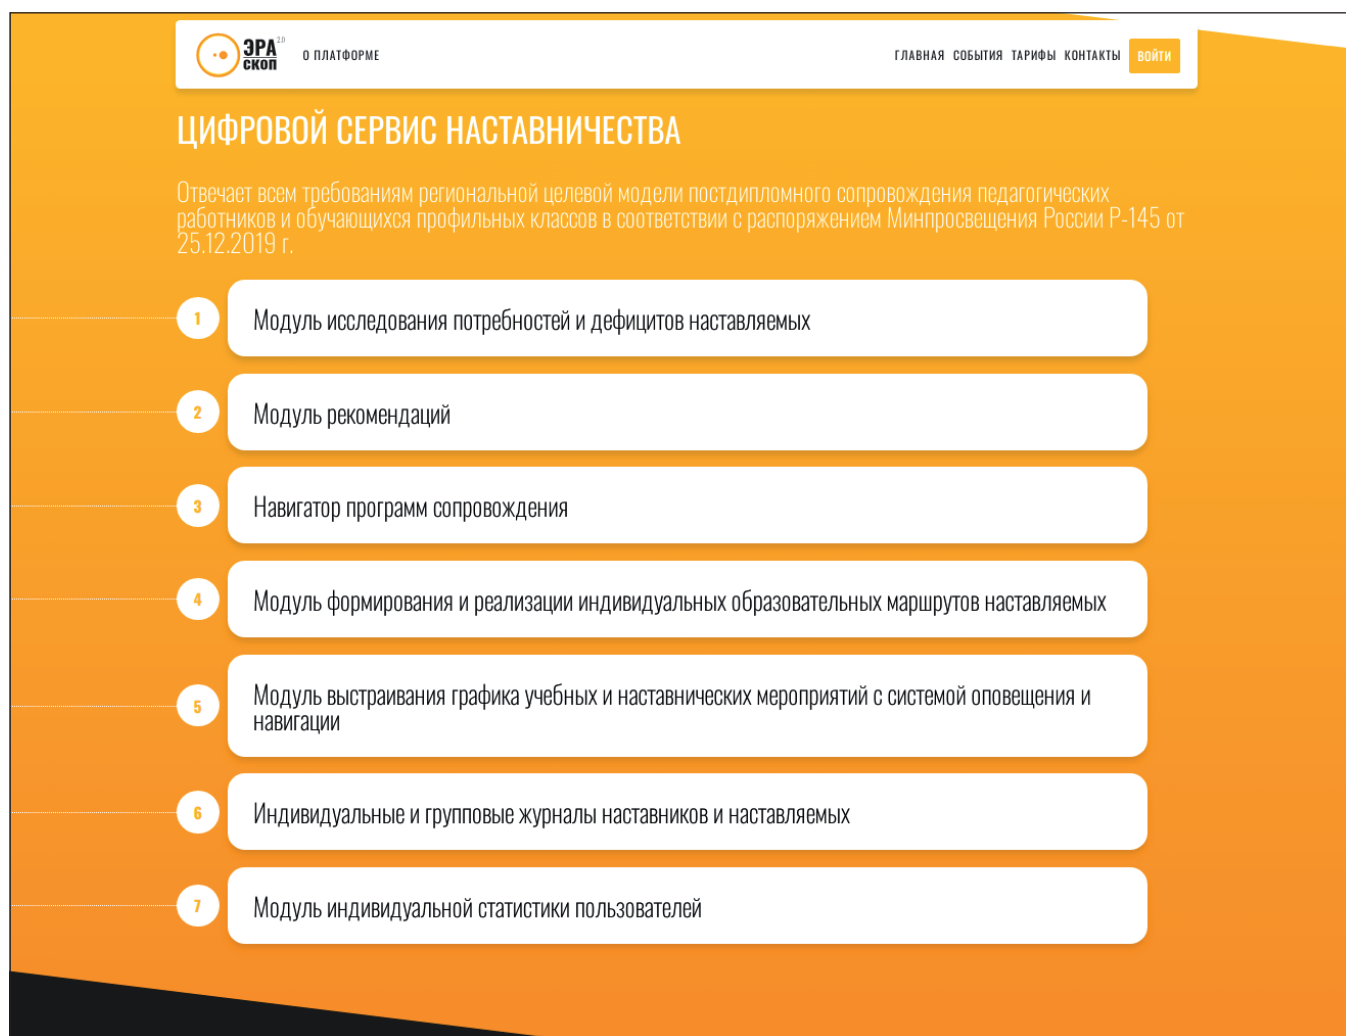 ЭРА 2.0
СКОП
О ПЛАТФОРМЕ
ГЛАВНАЯ СОБЫТИЯ ТАРИФЫ КОНТАКТЫ ВОЙТИ
ЦИФРОВОЙ СЕРВИС НАСТАВНИЧЕСТВА
Отвечает всем требованиям региональной целевой модели постдипломного сопровождения педагогических
работников и обучающихся профильных классов в соответствии с распоряжением Минпросвещения России Р-145 от
25.12.2019 г.
1 Модуль исследования потребностей и дефицитов наставляемых
2 Модуль рекомендаций
3 Навигатор программ сопровождения
4 Модуль формирования и реализации индивидуальных образовательных маршрутов наставляемых
5 Модуль выстраивания графика учебных и наставнических мероприятий с системой оповещения и
навигации
6 Индивидуальные и групповые журналы наставников и наставляемых
7 Модуль индивидуальной статистики пользователей